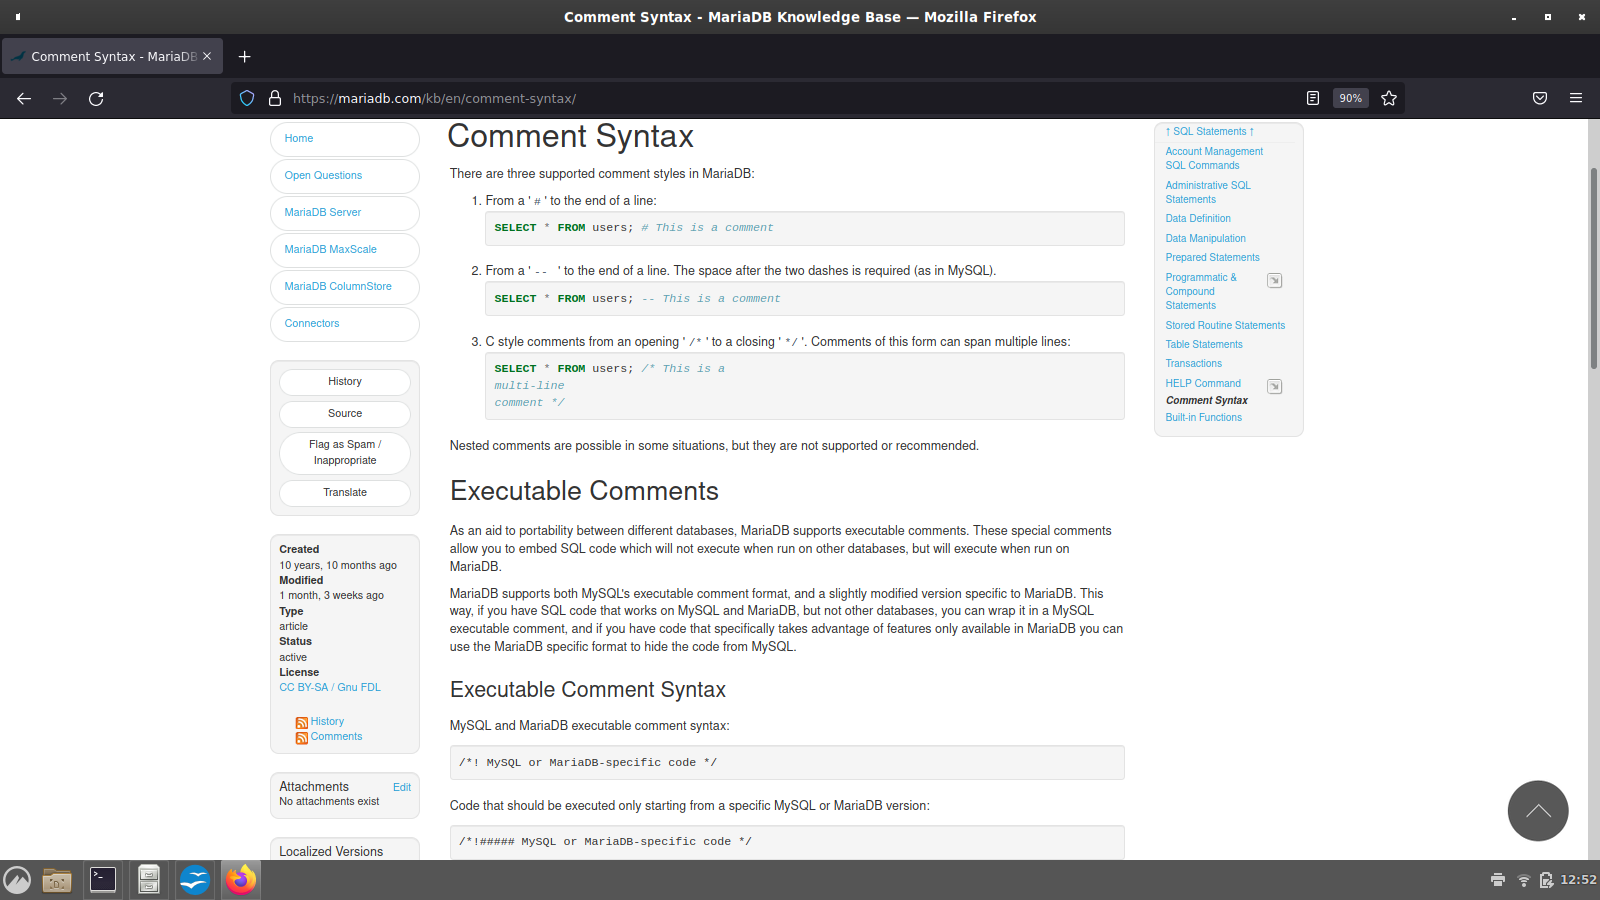 Comment Syntax - MariaDB Knowledge Base — Mozilla Firefox
Comment Syntax - MariaDB
https://mariadb.com/kb/en/comment-syntax/
90%
Home
Open Questions
MariaDB Server
MariaDB MaxScale
MariaDB ColumnStore
Connectors
History
Source
Flag as Spam /
Inappropriate
Translate
Created
10 years, 10 months ago
Modified
1 month, 3 weeks ago
Type
article
Status
active
License
CC BY-SA / Gnu FDL
History
Comments
Attachments Edit
No attachments exist
Localized Versions
Comment Syntax
There are three supported comment styles in MariaDB:
1. From a ' # ' to the end of a line:
SELECT * FROM users; # This is a comment
2. From a ' -- ' to the end of a line. The space after the two dashes is required (as in MySQL).
SELECT * FROM users; -- This is a comment
3. C style comments from an opening ' /* ' to a closing ' */ '. Comments of this form can span multiple lines:
SELECT * FROM users; /* This is a
multi-line
comment */
Nested comments are possible in some situations, but they are not supported or recommended.
Executable Comments
As an aid to portability between different databases, MariaDB supports executable comments. These special comments
allow you to embed SQL code which will not execute when run on other databases, but will execute when run on
MariaDB.
MariaDB supports both MySQL's executable comment format, and a slightly modified version specific to MariaDB. This
way, if you have SQL code that works on MySQL and MariaDB, but not other databases, you can wrap it in a MySQL
executable comment, and if you have code that specifically takes advantage of features only available in MariaDB you can
use the MariaDB specific format to hide the code from MySQL.
Executable Comment Syntax
MySQL and MariaDB executable comment syntax:
/*! MySQL or MariaDB-specific code */
Code that should be executed only starting from a specific MySQL or MariaDB version:
/*!##### MySQL or MariaDB-specific code */
↑ SQL Statements ↑
Account Management
SQL Commands
Administrative SQL
Statements
Data Definition
Data Manipulation
Prepared Statements
Programmatic &
Compound
Statements
Stored Routine Statements
Table Statements
Transactions
HELP Command
Comment Syntax
Built-in Functions
12:52